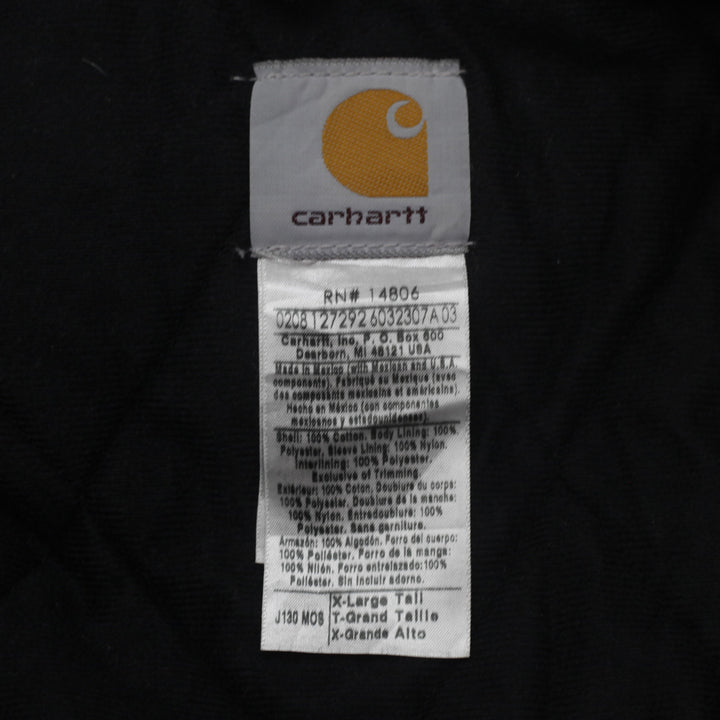 carhartt
RN# 14806
0208 127292 6032307A 03
Carhartt, Inc, P. O. Box 600
Dearborn, MI 48121 USA
Made in Mexico (with Mexican and U.S.A.
components). Fabriqué au Mexique (avec
des composants mexicains et américains).
Hecho en México (con componentes
mexicanos y estadounidenses).
Shell: 100% Cotton. Body Lining: 100%
Polyester, Sleeve Lining: 100% Nylon.
Interlining: 100% Polyester.
Exclusive of Trimming.
Extérieur: 100% Coton, Doublure du corps:
100% Polyester, Doublure de la manche:
100% Nylon. Entredoublure: 100%
Polyester. Sans garniture.
Armazón: 100% Algodón. Forro del cuerpo:
100% Poliéster. Forro de la manga:
100% Nilón. Forro entrelazado:100%
Poliéster. Sin incluir adorno.
J130 MOS
X-Large Tall
T-Grand Taille
X-Grande Alto